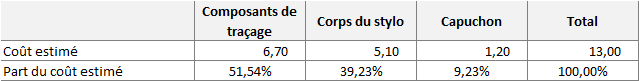 Composants de traçage Corps du stylo Capuchon Total
Coût estimé 6,70 5,10 1,20 13,00
Part du coût estimé 51,54% 39,23% 9,23% 100,00%